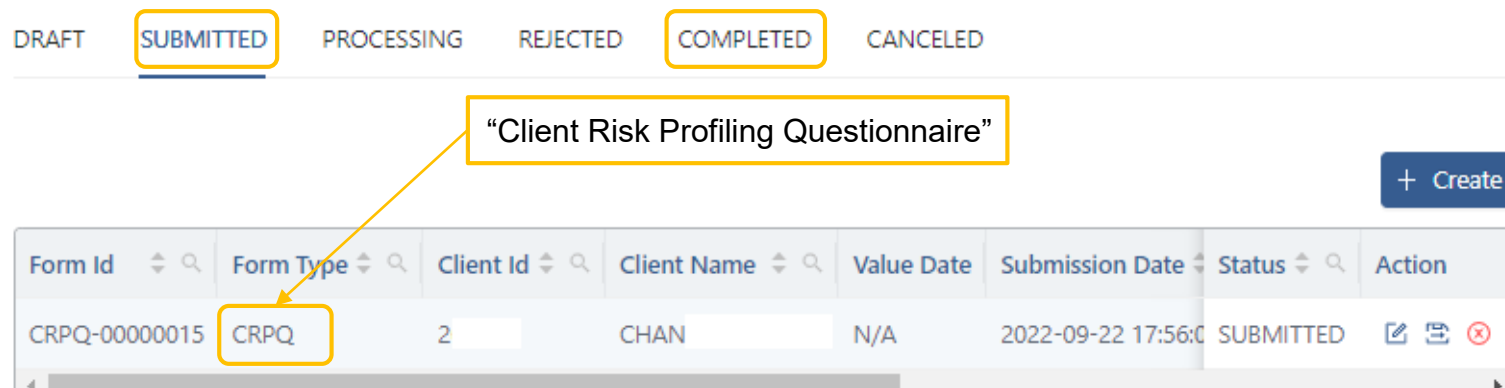 DRAFT SUBMITTED PROCESSING REJECTED COMPLETED CANCELED
“Client Risk Profiling Questionnaire”
+ Create
Form Id Form Type Client Id Client Name Value Date Submission Date Status Action
CRPQ-00000015 CRPQ 2 CHAN N/A 2022-09-22 17:56:0 SUBMITTED